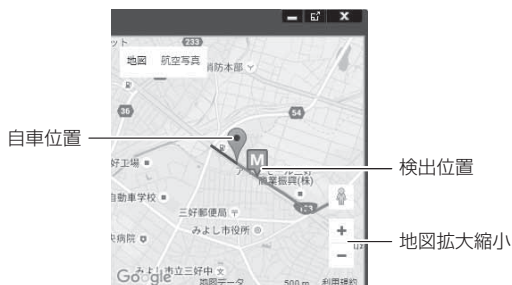 233
地図 航空写真
消防本部
36
54
自車位置
M
検出位置
好工場
商業振興(株)
自動車学校
153
三好郵便局
みよし市役所
央病院
+
地図拡大縮小
−
Google
みよし市立三好中
地図データ 500 m 利用規約